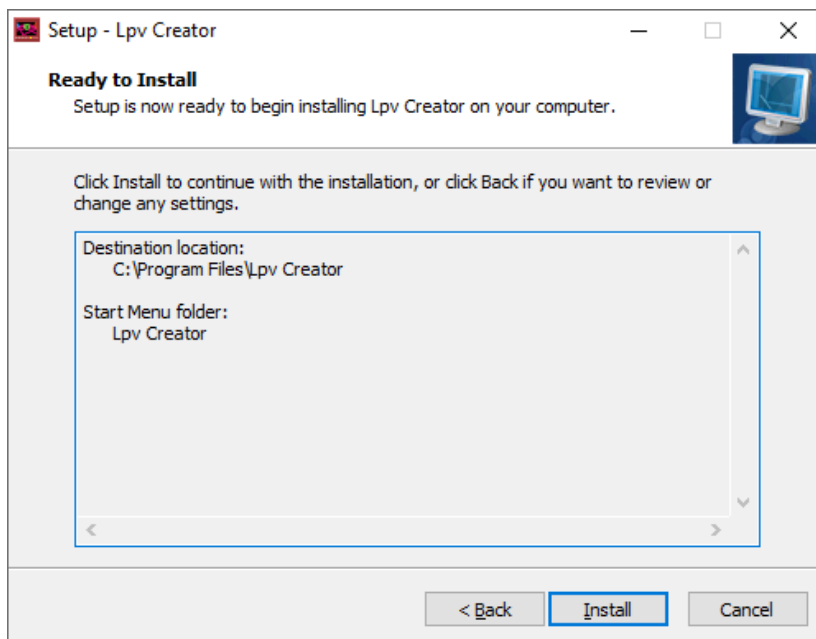 Setup - Lpv Creator
Ready to Install
Setup is now ready to begin installing Lpv Creator on your computer.
Click Install to continue with the installation, or click Back if you want to review or
change any settings.
Destination location:
C:\Program Files\Lpv Creator
Start Menu folder:
Lpv Creator
< Back
Install
Cancel